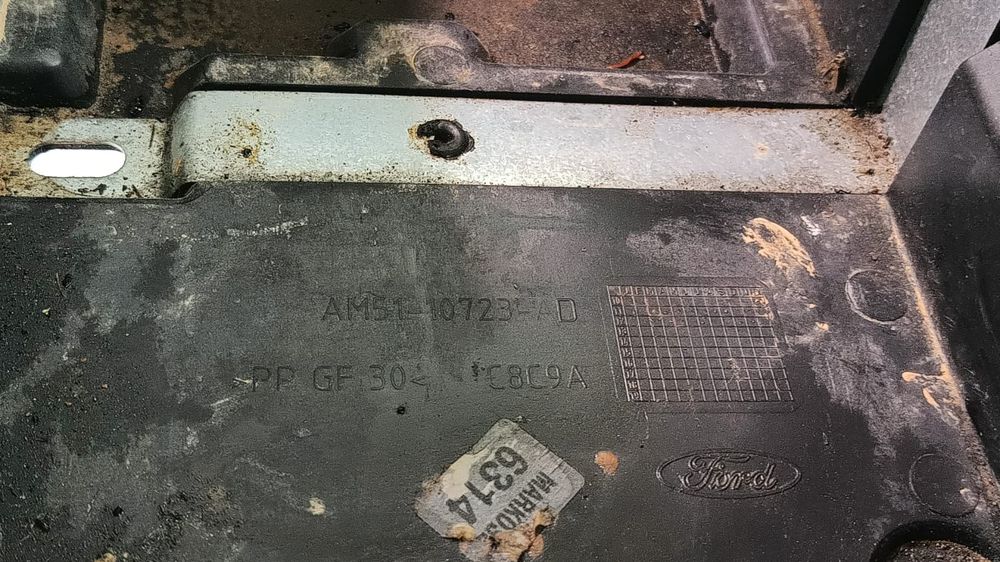 AM51-10723-AD
>PP GF 30< C8C9A
Ford
MARKO
6314